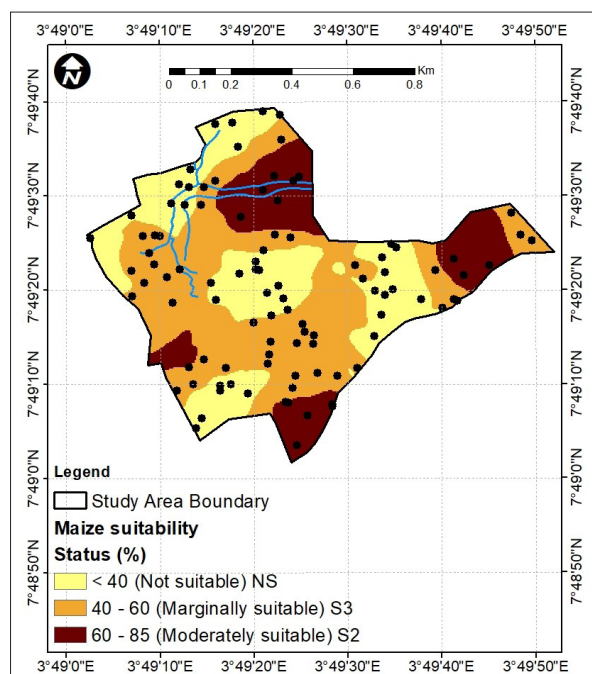 3°49'0"E 3°49'10"E 3°49'20"E 3°49'30"E 3°49'40"E 3°49'50"E
N
Km
0 0.1 0.2 0.4 0.6 0.8
7°49'40"N 7°49'40"N
7°49'30"N 7°49'30"N
7°49'20"N 7°49'20"N
7°49'10"N 7°49'10"N
7°49'0"N 7°49'0"N
7°48'50"N 7°48'50"N
Legend
Study Area Boundary
Maize suitability
Status (%)
< 40 (Not suitable) NS
40 - 60 (Marginally suitable) S3
60 - 85 (Moderately suitable) S2
3°49'0"E 3°49'10"E 3°49'20"E 3°49'30"E 3°49'40"E 3°49'50"E